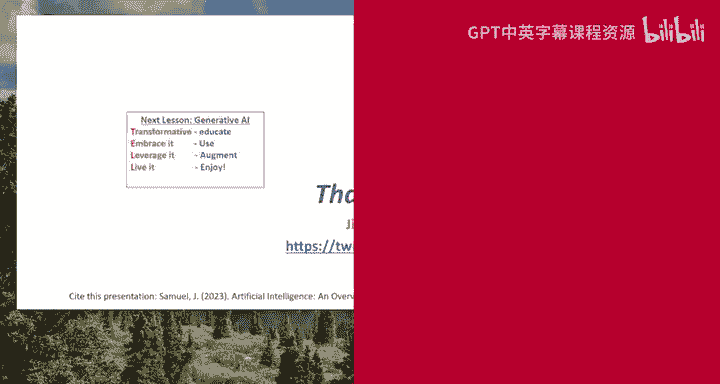 GPT中英字幕课程资源 bilibili
Next Lesson: Generative AI
Transformative - educate
Embrace it - Use
Leverage it - Augment
Live it - Enjoy!
https://tw
Cite this presentation: Samuel, J. (2023). Artificial Intelligence: An